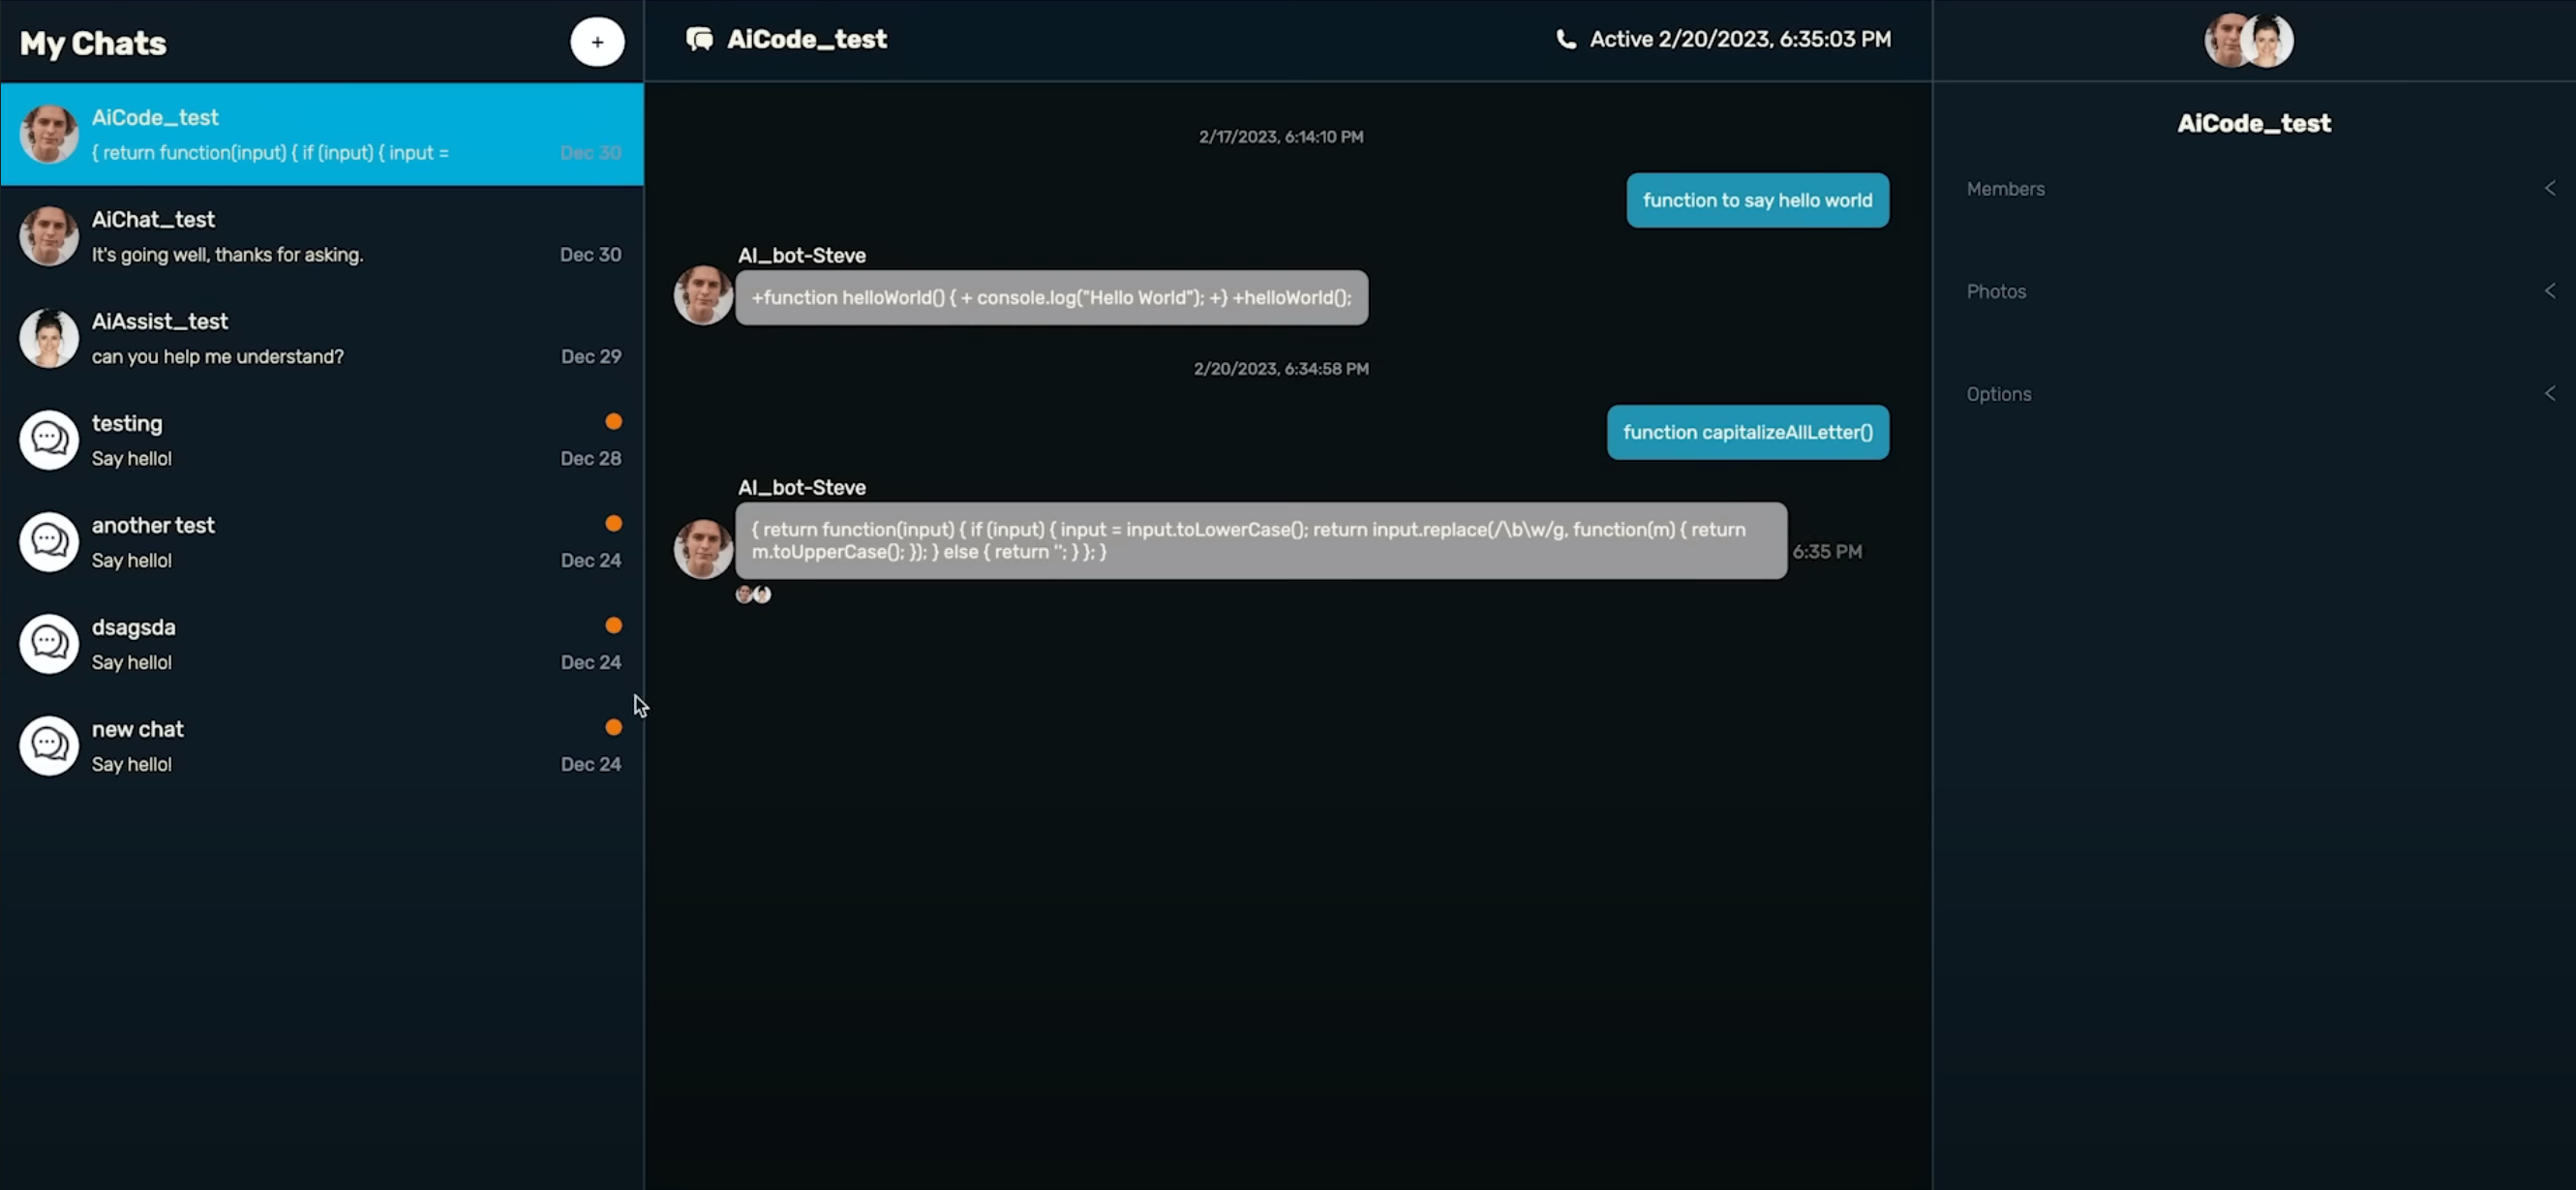 My Chats
+
AiCode_test
{ return function(input) { if (input) { input =
Dec 30
AiChat_test
It's going well, thanks for asking.
Dec 30
AiAssist_test
can you help me understand?
Dec 29
testing
Say hello!
Dec 28
another test
Say hello!
Dec 24
dsagsda
Say hello!
Dec 24
new chat
Say hello!
Dec 24
AiCode_test
Active 2/20/2023, 6:35:03 PM
2/17/2023, 6:14:10 PM
function to say hello world
AI_bot-Steve
+function helloWorld() { + console.log("Hello World"); +} +helloWorld();
2/20/2023, 6:34:58 PM
function capitalizeAllLetter()
AI_bot-Steve
{ return function(input) { if (input) { input = input.toLowerCase(); return input.replace(/\b\w/g, function(m) { return
m.toUpperCase(); }); } else { return ''; } }; }
6:35 PM
AiCode_test
Members
Photos
Options